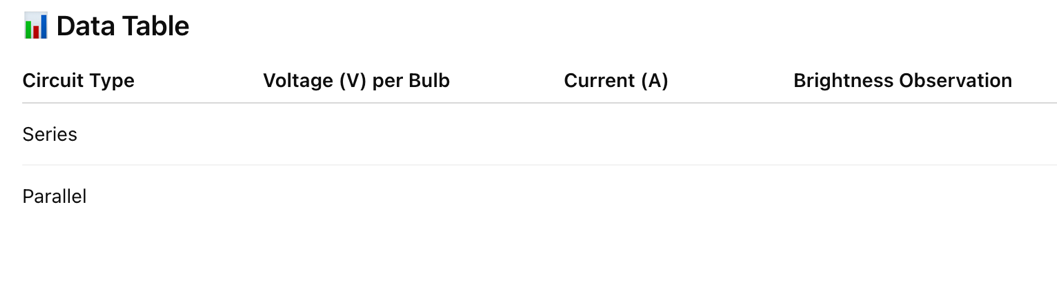 📊 Data Table
Circuit Type Voltage (V) per Bulb Current (A) Brightness Observation
Series
Parallel